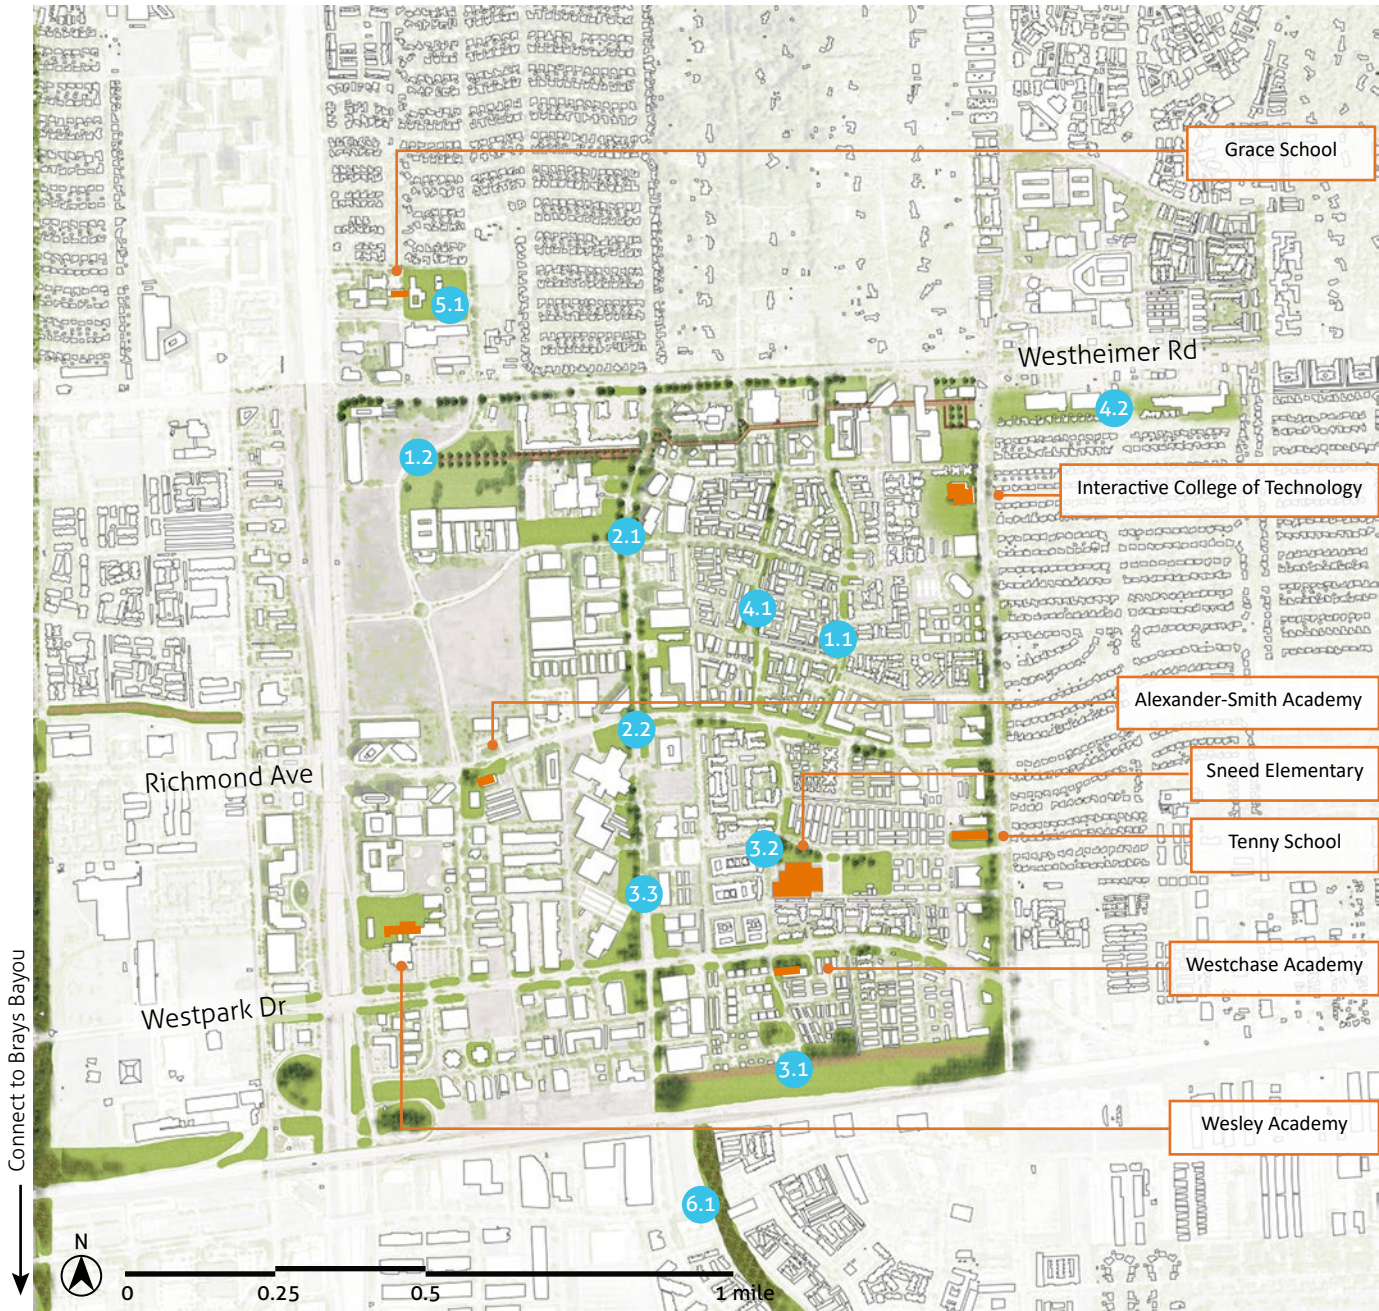 Grace School
5.1
Westheimer Rd
4.2
1.2
Interactive College of Technology
2.1
4.1
1.1
Alexander-Smith Academy
2.2
Richmond Ave
Sneed Elementary
Tenny School
3.2
3.3
Westchase Academy
Westpark Dr
3.1
Wesley Academy
Connect to Brays Bayou
6.1
N
0 0.25 0.5 1 mile